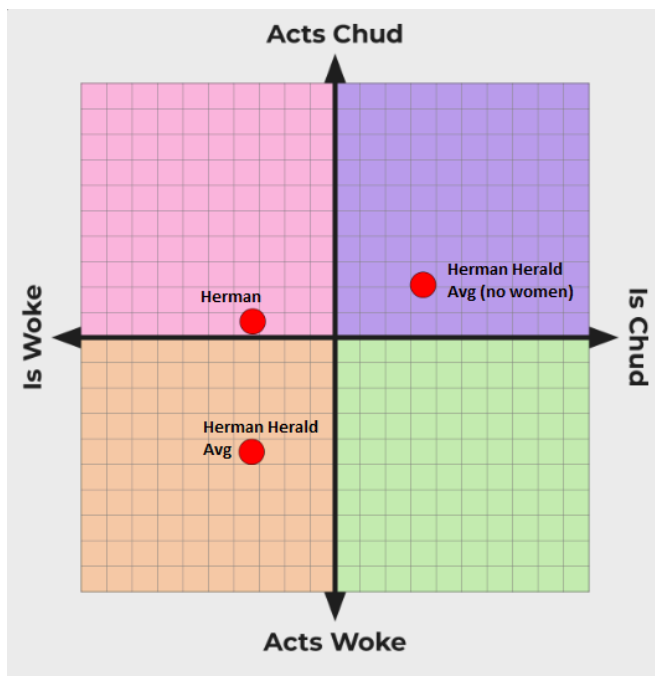 Acts Chud
Herman Herald
Avg (no women)
Herman
Is Woke
Is Chud
Herman Herald
Avg
Acts Woke